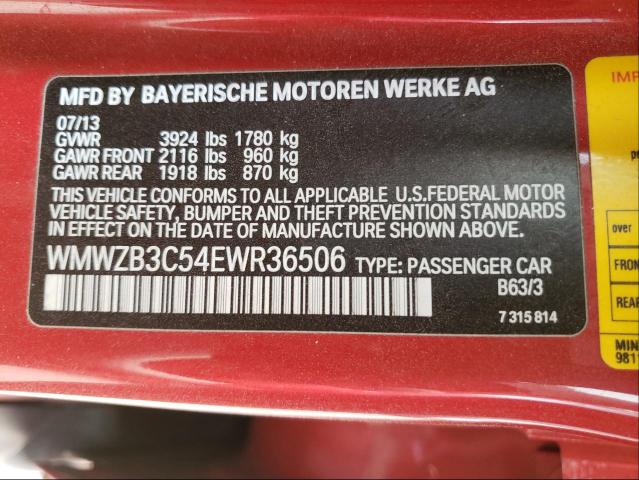 MFD BY BAYERISCHE MOTOREN WERKE AG
07/13
GVWR 3924 lbs 1780 kg
GAWR FRONT 2116 lbs 960 kg
GAWR REAR 1918 lbs 870 kg
THIS VEHICLE CONFORMS TO ALL APPLICABLE U.S.FEDERAL MOTOR
VEHICLE SAFETY, BUMPER AND THEFT PREVENTION STANDARDS
IN EFFECT ON THE DATE OF MANUFACTURE SHOWN ABOVE.
WMWZB3C54EWR36506 TYPE: PASSENGER CAR
B63/3
7 315 814
over
FRON
REAR
MIN
981